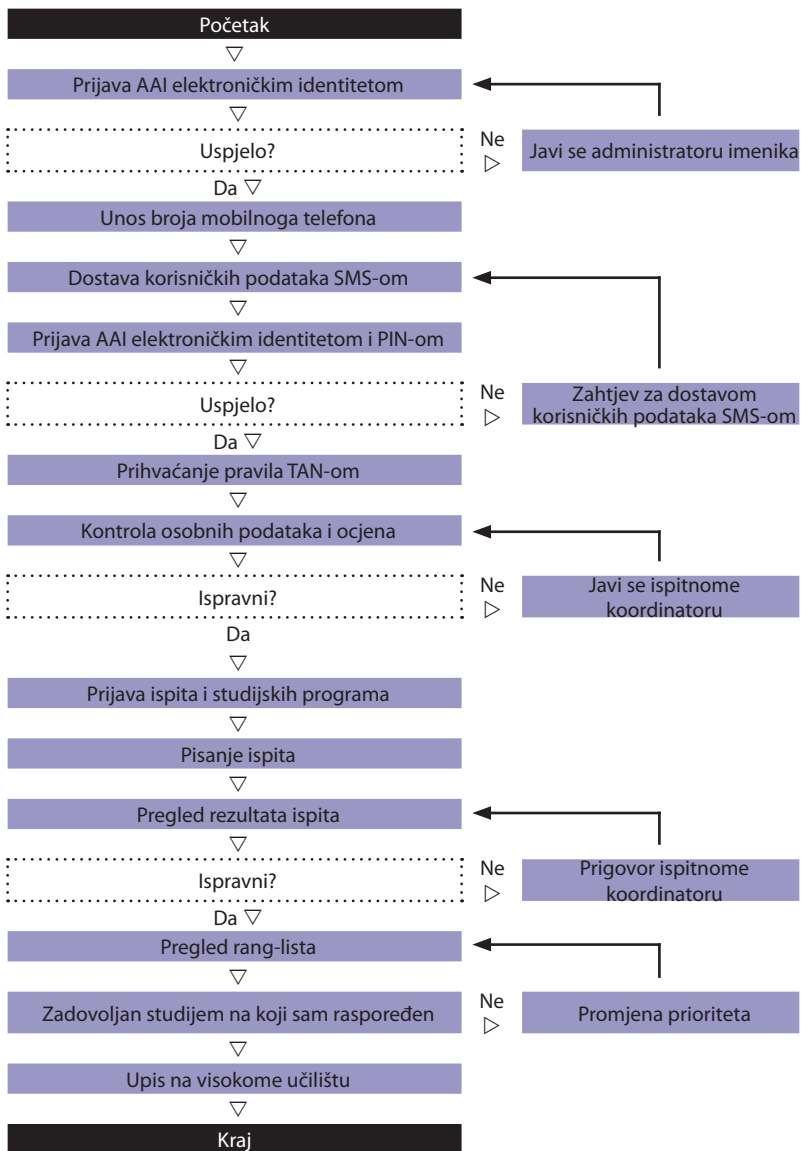 Početak
Prijava AAI elektroničkim identitetom
Uspjelo?
Ne
Javi se administratoru imenika
Da
Unos broja mobilnoga telefona
Dostava korisničkih podataka SMS-om
Prijava AAI elektroničkim identitetom i PIN-om
Uspjelo?
Ne
Zahtjev za dostavom
korisničkih podataka SMS-om
Da
Prihvaćanje pravila TAN-om
Kontrola osobnih podataka i ocjena
Ispravni?
Ne
Javi se ispitnome
koordinatoru
Da
Prijava ispita i studijskih programa
Pisanje ispita
Pregled rezultata ispita
Ispravni?
Ne
Prigovor ispitnome
koordinatoru
Da
Pregled rang-lista
Zadovoljan studijem na koji sam raspoređen
Ne
Promjena prioriteta
Upis na visokome učilištu
Kraj